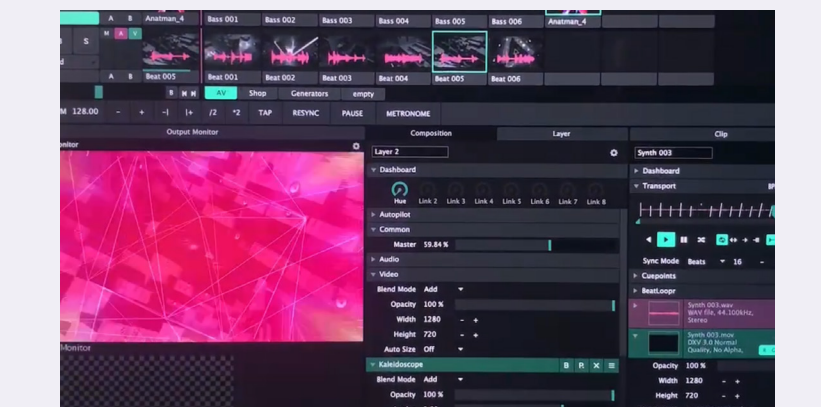 A B Anatman_4 Bass 001 Bass 002 Bass 003 Bass 004 Bass 005 Bass 006 Anatman_4
S M A V
A B Beat 005 Beat 001 Beat 002 Beat 003 Beat 004 Beat 005 Beat 006
B AV Shop Generators empty
M 128.00 - + -| |+ /2 *2 TAP RESYNC PAUSE METRONOME
Output Monitor Composition Layer Clip
onitor Layer 2 Synth 003
Dashboard Dashboard
Transport
Hue Link 2 Link 3 Link 4 Link 5 Link 6 Link 7 Link 8
Autopilot
Common
Master 59.84 %
Sync Mode Beats 16 -
Audio
Cuepoints
Video
Blend Mode Add
BeatLoopr
Opacity 100 %
Synth 003.wav
WAV file, 44.100kHz,
Stereo
Width 1280 - +
Height 720 - +
Synth 003.mov
DXV 3.0 Normal
Quality, No Alpha,
Auto Size Off
Monitor
Kaleidoscope B P. X
Opacity 100 %
Blend Mode Add
Width 1280 - +
Opacity 100 %
Height 720 - +